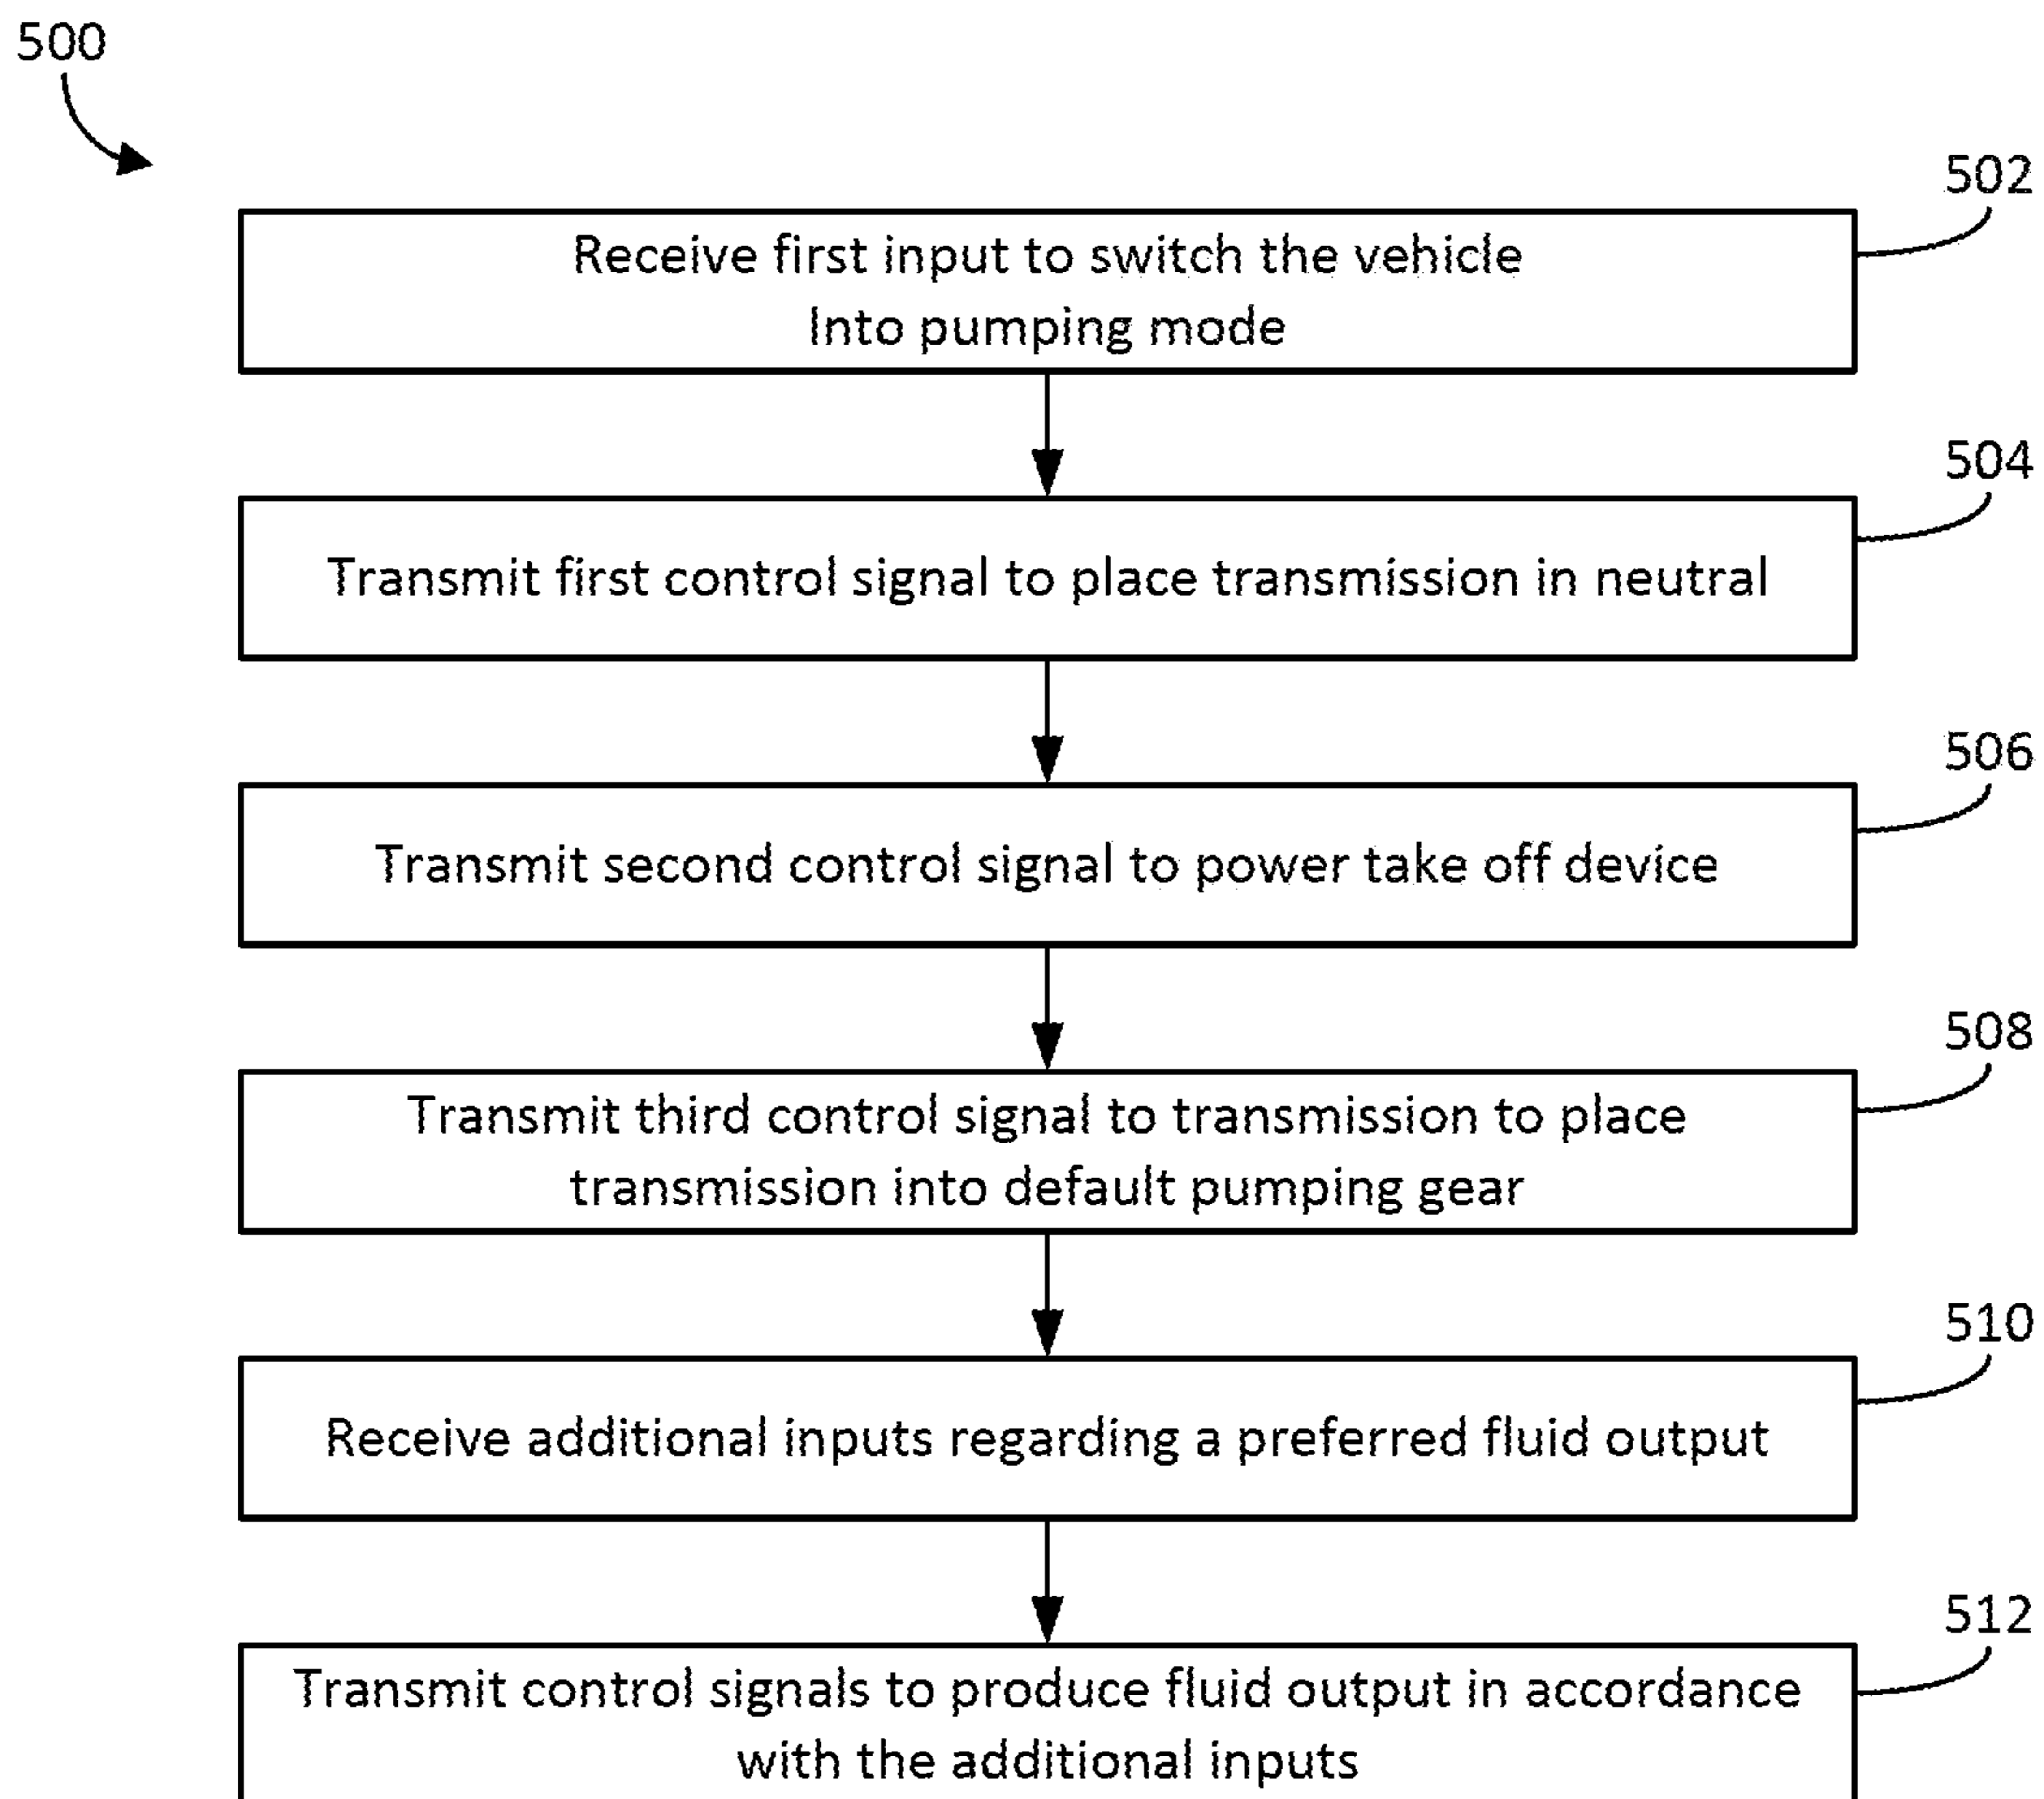 500
502
Receive first input to switch the vehicle
Into pumping mode
504
Transmit first control signal to place transmission in neutral
506
Transmit second control signal to power take off device
508
Transmit third control signal to transmission to place
transmission into default pumping gear
510
Receive additional inputs regarding a preferred fluid output
512
Transmit control signals to produce fluid output in accordance
with the additional inputs